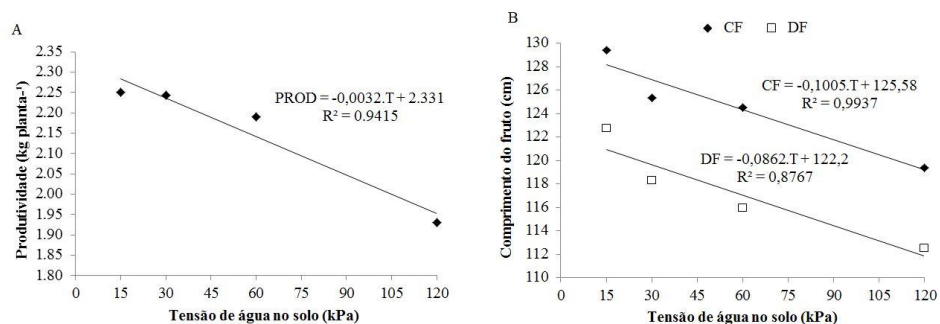 A
2.35
2.30
2.25
2.20
2.15
2.10
2.05
2.00
1.95
1.90
1.85
1.80
Produtividade (kg planta-¹)
PROD = -0,0032.T + 2.331
R² = 0.9415
0 15 30 45 60 75 90 105 120
Tensão de água no solo (kPa)
B
CF DF
130
128
126
124
122
120
118
116
114
112
110
Comprimento do fruto (cm)
CF = -0,1005.T + 125,58
R² = 0,9937
DF = -0,0862.T + 122,2
R² = 0,8767
0 15 30 45 60 75 90 105 120
Tensão de água no solo (kPa)